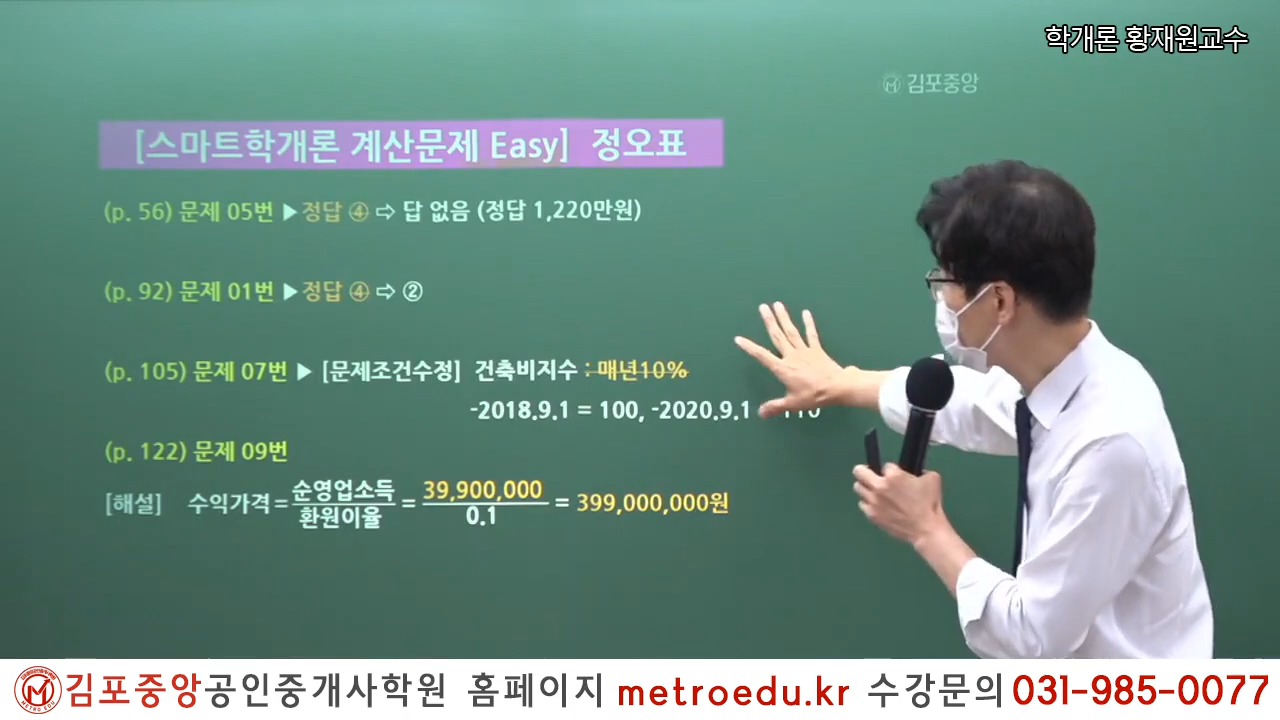 학개론 황재원교수
김포중앙
[스마트학개론 계산문제 Easy] 정오표
(p. 56) 문제 05번 ▶정답 ④ ⇨ 답 없음 (정답 1,220만원)
(p. 92) 문제 01번 ▶정답 ④ ⇨ ②
(p. 105) 문제 07번 ▶ [문제조건수정] 건축비지수 : 매년10%
-2018.9.1 = 100, -2020.9.1
(p. 122) 문제 09번
[해설] 수익가격 = 순영업소득 / 환원이율 = 39,900,000 / 0.1 = 399,000,000원
김포중앙공인중개사학원 홈페이지 metroedu.kr 수강문의 031-985-0077